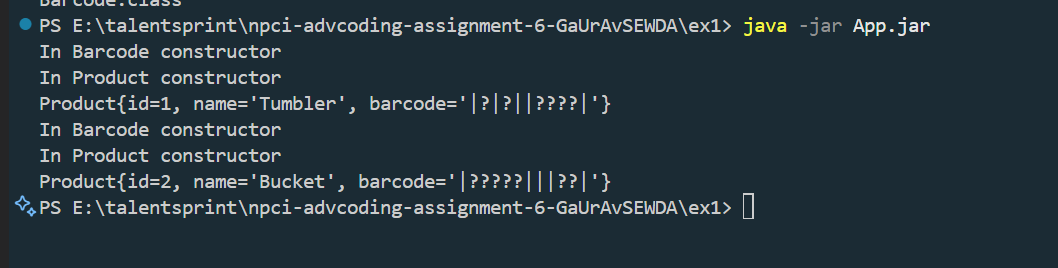 Barcode.class
PS E:\talentsprint\npci-advcoding-assignment-6-GaUrAvSEWDA\ex1> java -jar App.jar
In Barcode constructor
In Product constructor
Product{id=1, name='Tumbler', barcode='|?|?||????|'}
In Barcode constructor
In Product constructor
Product{id=2, name='Bucket', barcode='|?????|||??|'}
PS E:\talentsprint\npci-advcoding-assignment-6-GaUrAvSEWDA\ex1>